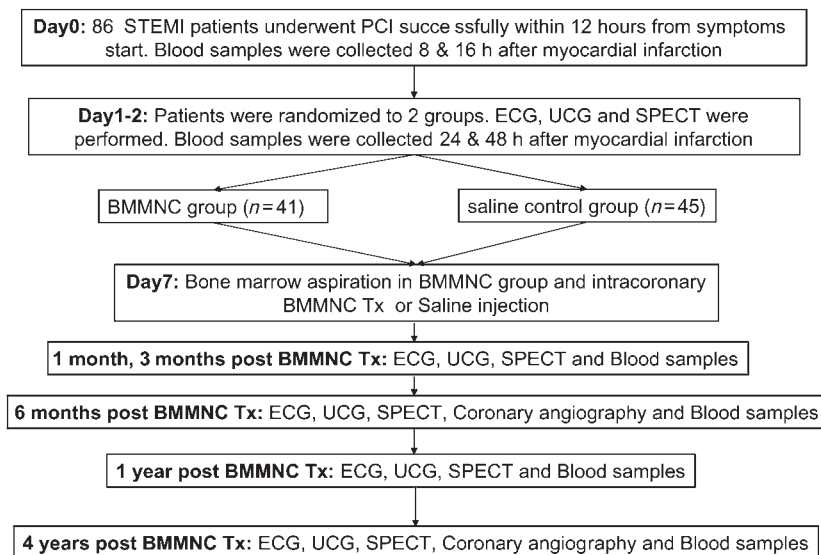 Day0: 86 STEMI patients underwent PCI succe ssfully within 12 hours from symptoms
start. Blood samples were collected 8 & 16 h after myocardial infarction
Day1-2: Patients were randomized to 2 groups. ECG, UCG and SPECT were
performed. Blood samples were collected 24 & 48 h after myocardial infarction
BMMNC group (n=41)
saline control group (n=45)
Day7: Bone marrow aspiration in BMMNC group and intracoronary
BMMNC Tx or Saline injection
1 month, 3 months post BMMNC Tx: ECG, UCG, SPECT and Blood samples
6 months post BMMNC Tx: ECG, UCG, SPECT, Coronary angiography and Blood samples
1 year post BMMNC Tx: ECG, UCG, SPECT and Blood samples
4 years post BMMNC Tx: ECG, UCG, SPECT, Coronary angiography and Blood samples